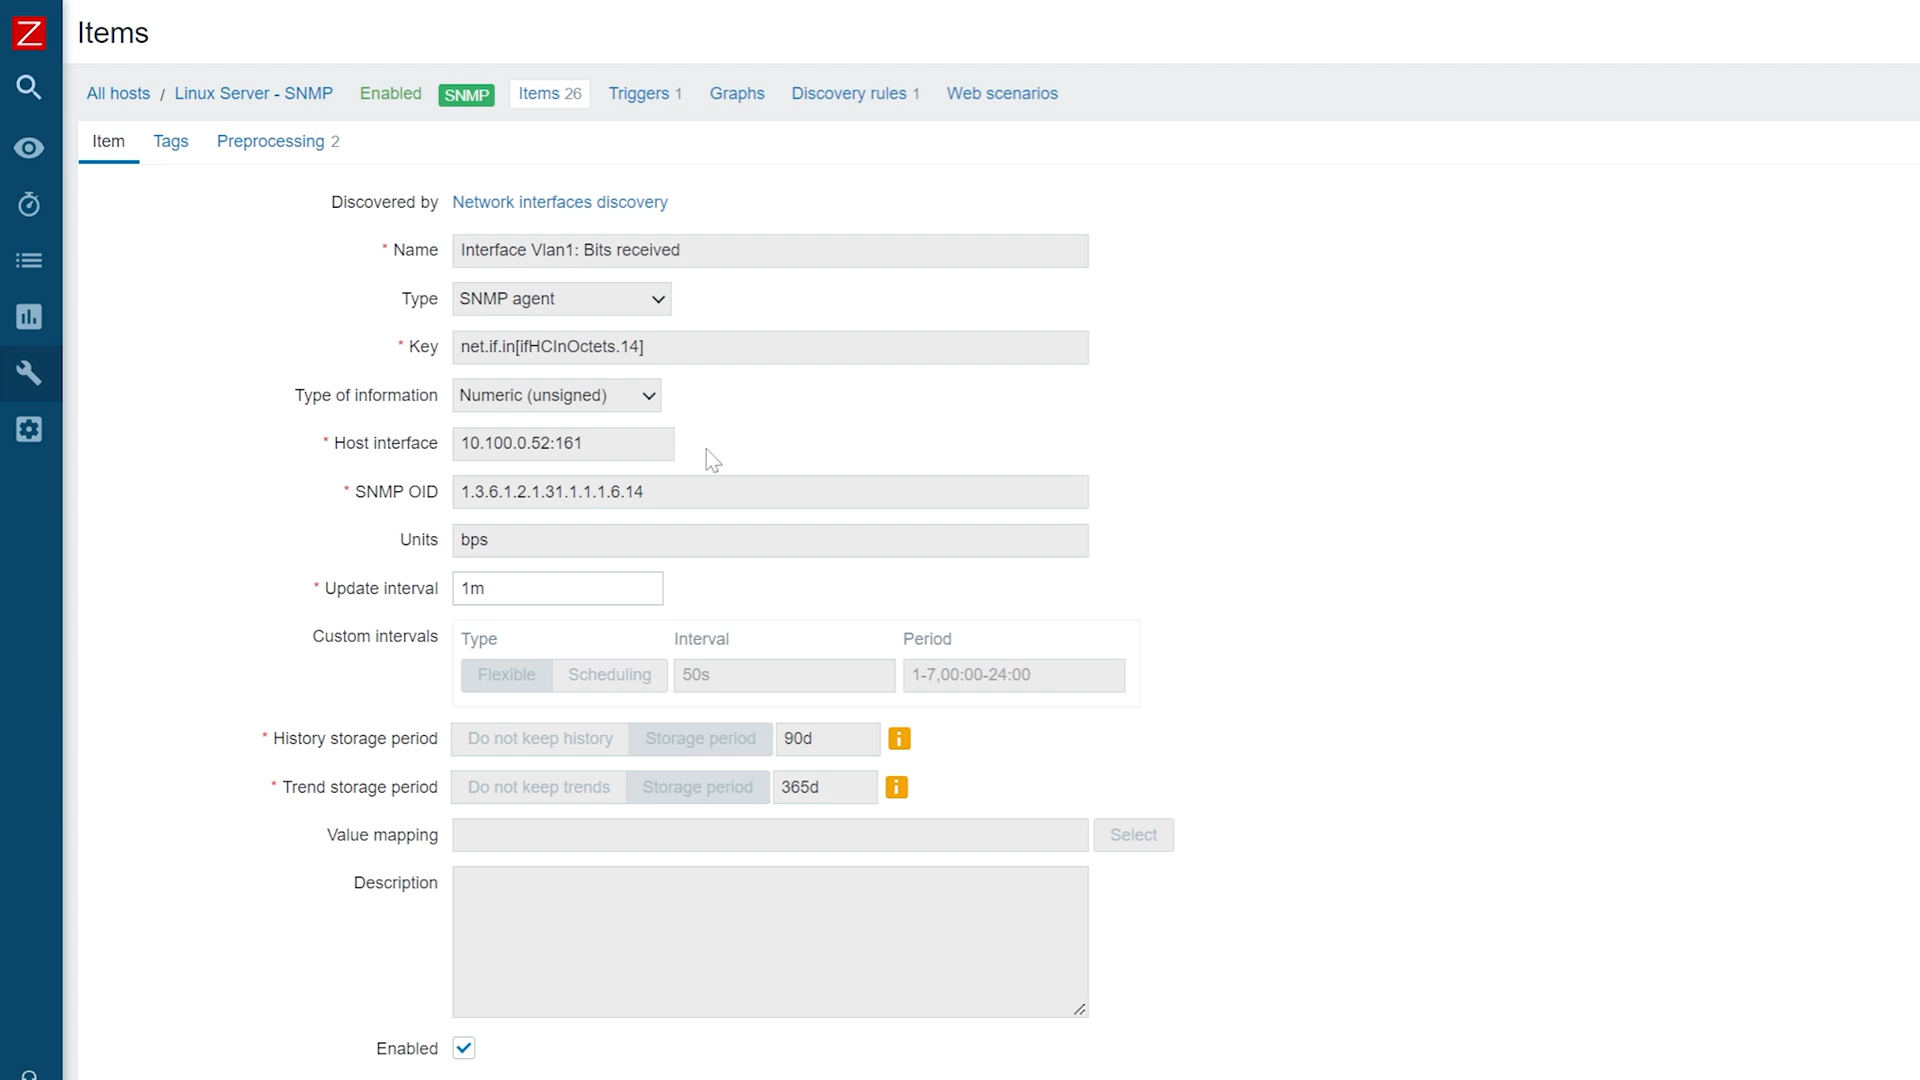 Z
Items
All hosts / Linux Server - SNMP Enabled SNMP Items 26 Triggers 1 Graphs Discovery rules 1 Web scenarios
Item Tags Preprocessing 2
Discovered by Network interfaces discovery
* Name Interface Vlan1: Bits received
Type SNMP agent
* Key net.if.in[ifHCInOctets.14]
Type of information Numeric (unsigned)
* Host interface 10.100.0.52:161
* SNMP OID 1.3.6.1.2.1.31.1.1.1.6.14
Units bps
* Update interval 1m
Custom intervals Type Interval Period
Flexible Scheduling 50s 1-7,00:00-24:00
* History storage period Do not keep history Storage period 90d i
* Trend storage period Do not keep trends Storage period 365d i
Value mapping Select
Description
Enabled